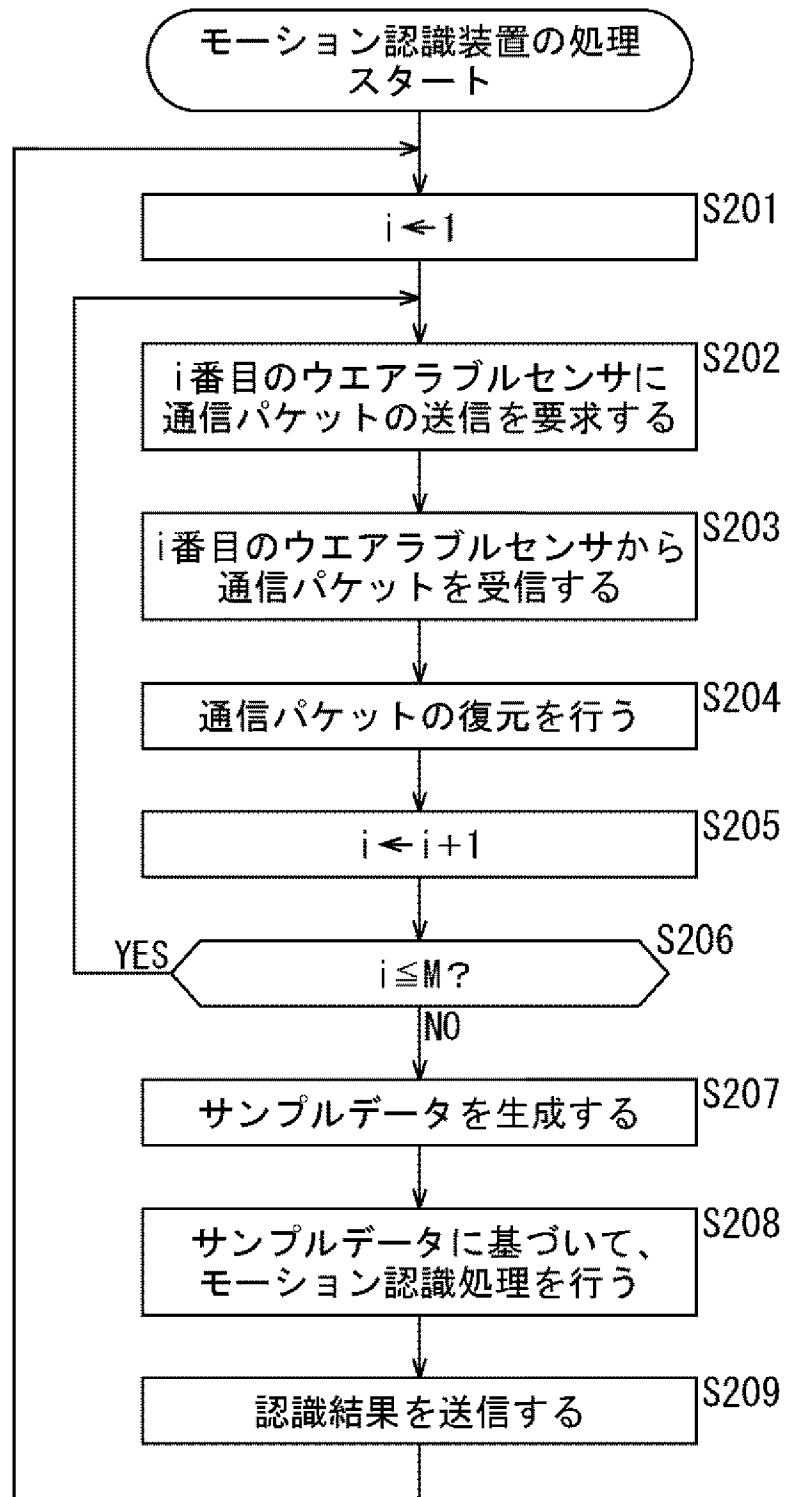 モーション認識装置の処理
スタート
S201
i←1
S202
i番目のウエアラブルセンサに
通信パケットの送信を要求する
S203
i番目のウエアラブルセンサから
通信パケットを受信する
S204
通信パケットの復元を行う
S205
i←i+1
S206
YES
i≦M?
NO
S207
サンプルデータを生成する
S208
サンプルデータに基づいて、
モーション認識処理を行う
S209
認識結果を送信する